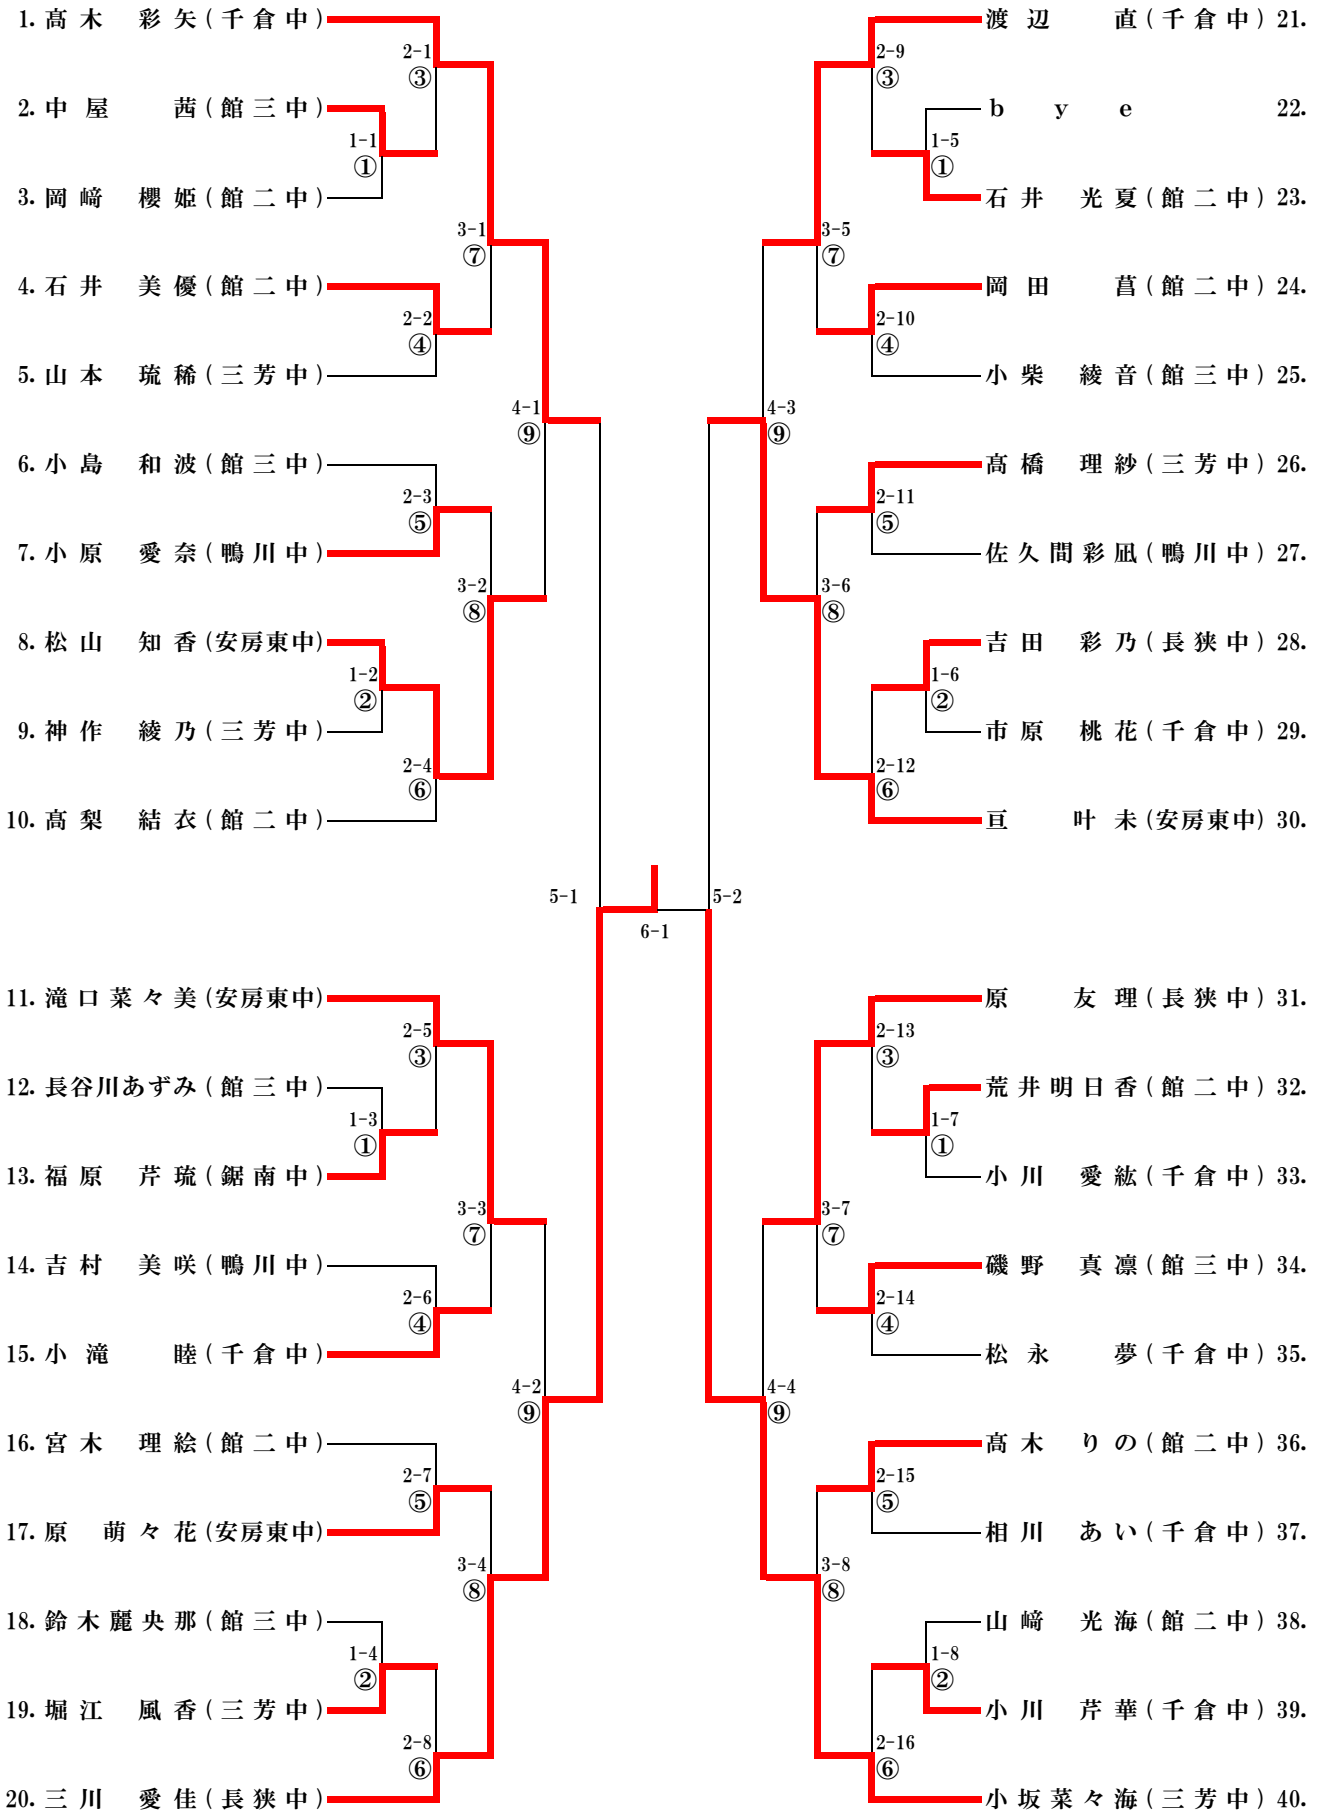 1. 髙木 彩矢(千倉中)
2-1
③
2. 中屋 茜(館三中)
1-1
①
3. 岡﨑 櫻姫(館二中)
3-1
⑦
4. 石井 美優(館二中)
2-2
④
5. 山本 琉稀(三芳中)
4-1
⑨
6. 小島 和波(館三中)
2-3
⑤
7. 小原 愛奈(鴨川中)
3-2
⑧
8. 松山 知香(安房東中)
1-2
②
9. 神作 綾乃(三芳中)
2-4
⑥
10. 髙梨 結衣(館二中)
5-1
11. 滝口菜々美(安房東中)
2-5
③
12. 長谷川あずみ(館三中)
1-3
①
13. 福原 芹琉(鋸南中)
3-3
⑦
14. 吉村 美咲(鴨川中)
2-6
④
15. 小滝 睦(千倉中)
4-2
⑨
16. 宮木 理絵(館二中)
2-7
⑤
17. 原 萌々花(安房東中)
3-4
⑧
18. 鈴木麗央那(館三中)
1-4
②
19. 堀江 風香(三芳中)
2-8
⑥
20. 三川 愛佳(長狭中)
6-1
渡辺 直(千倉中) 21.
2-9
③
bye 22.
1-5
①
石井 光夏(館二中) 23.
3-5
⑦
岡田 菖(館二中) 24.
2-10
④
小柴 綾音(館三中) 25.
4-3
⑨
髙橋 理紗(三芳中) 26.
2-11
⑤
佐久間彩凪(鴨川中) 27.
3-6
⑧
吉田 彩乃(長狭中) 28.
1-6
②
市原 桃花(千倉中) 29.
2-12
⑥
亘 叶未(安房東中) 30.
5-2
原 友理(長狭中) 31.
2-13
③
荒井明日香(館二中) 32.
1-7
①
小川 愛紘(千倉中) 33.
3-7
⑦
磯野 真凛(館三中) 34.
2-14
④
松永 夢(千倉中) 35.
4-4
⑨
髙木 りの(館二中) 36.
2-15
⑤
相川 あい(千倉中) 37.
3-8
⑧
山﨑 光海(館二中) 38.
1-8
②
小川 芹華(千倉中) 39.
2-16
⑥
小坂菜々海(三芳中) 40.